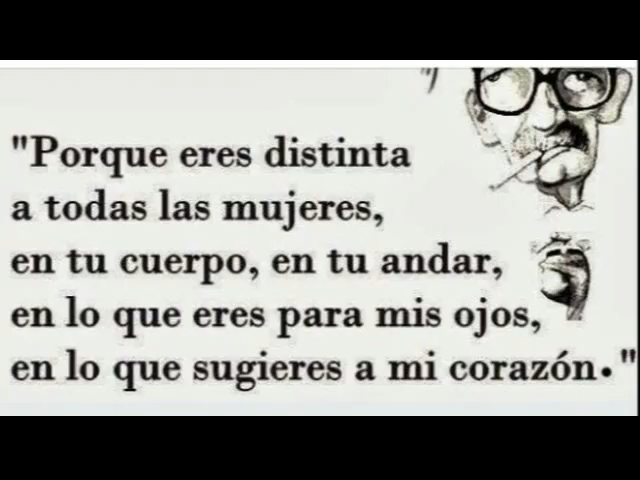 "Porque eres distinta
a todas las mujeres,
en tu cuerpo, en tu andar,
en lo que eres para mis ojos,
en lo que sugieres a mi corazón."